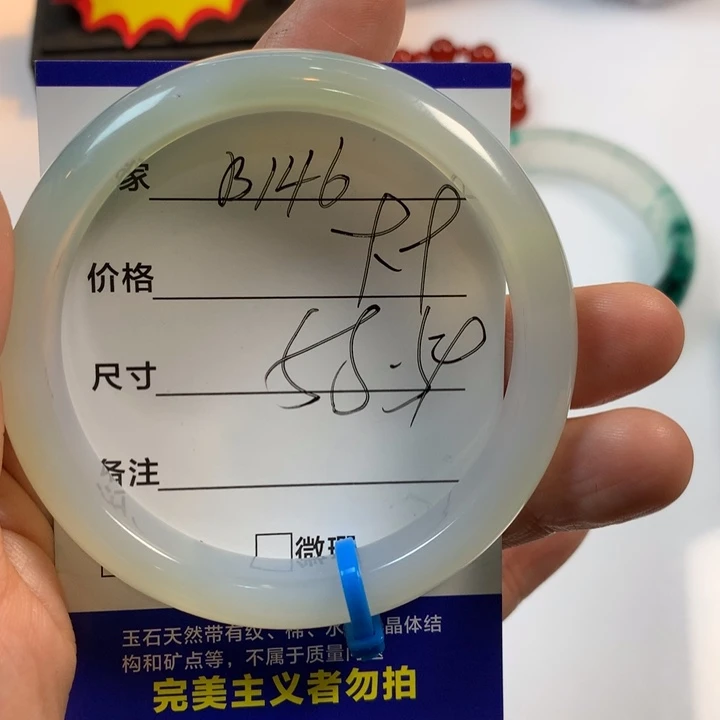 家 B146
价格
尺寸 58.4
备注
微瑕
玉石天然带有纹、棉、水 晶体结
构和矿点等，不属于质量问题
完美主义者勿拍